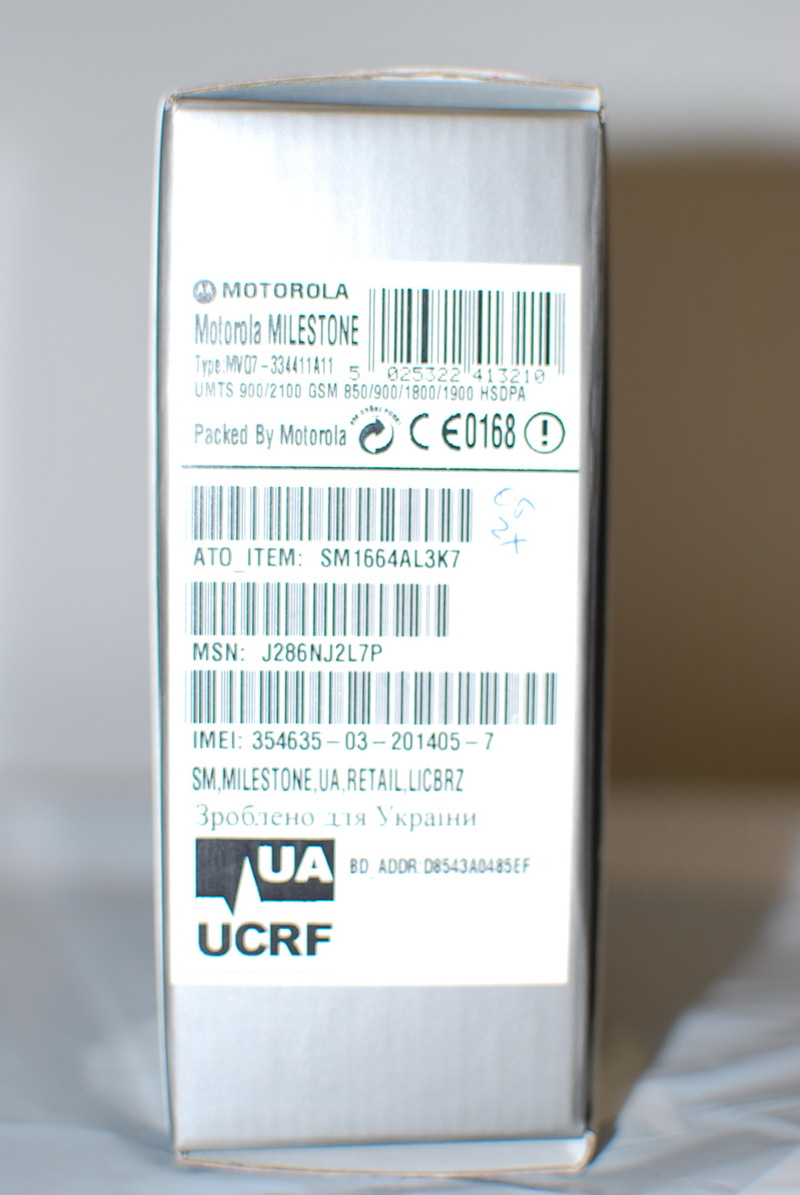 MOTOROLA
Motorola MILESTONE
Type:MV07-334411A11
5 025322 413210
UMTS 900/2100 GSM 850/900/1800/1900 HSDPA
Packed By Motorola CE0168 !
ATO_ITEM: SM1664AL3K7
MSN: J286NJ2L7P
IMEI: 354635-03-201405-7
SM,MILESTONE,UA,RETAIL,LICBRZ
Зроблено для України
UA
BD_ADDR:D8543A0485EF
UCRF